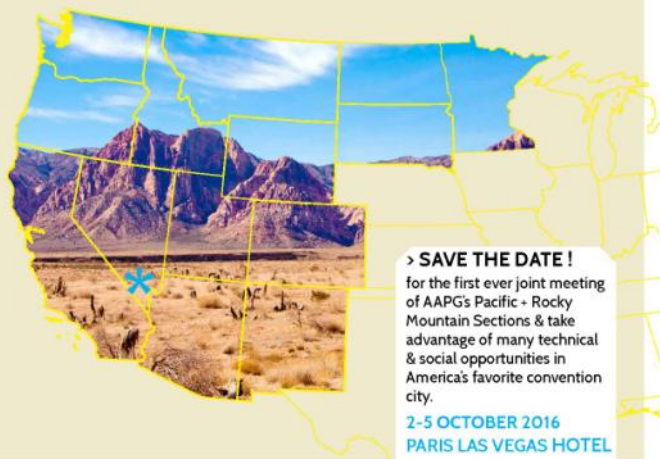 > SAVE THE DATE !
for the first ever joint meeting
of AAPG's Pacific + Rocky
Mountain Sections & take
advantage of many technical
& social opportunities in
America's favorite convention
city.
2-5 OCTOBER 2016
PARIS LAS VEGAS HOTEL